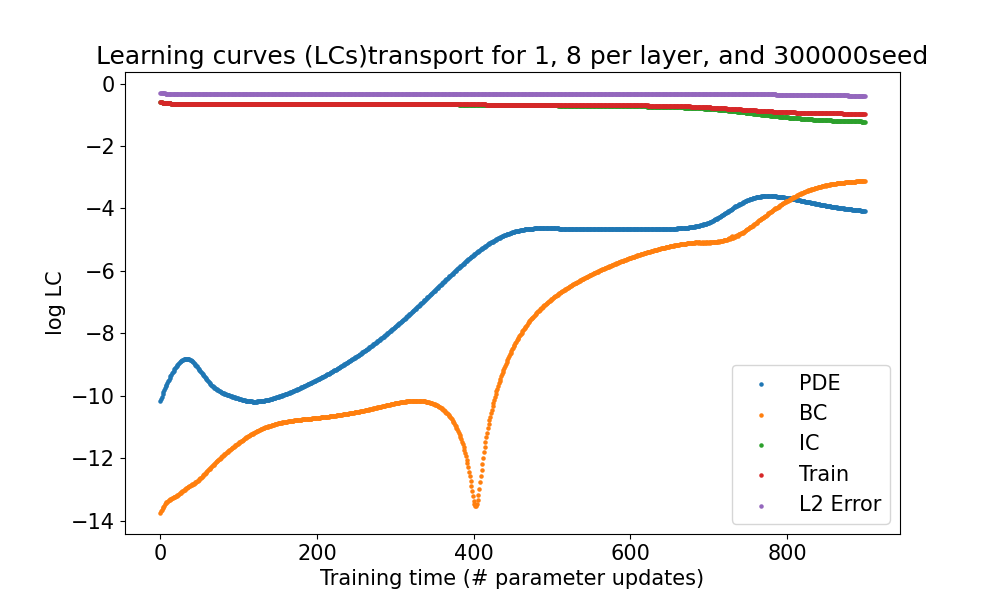 Learning curves (LCs)transport for 1, 8 per layer, and 300000seed
0
−2
−4
−6
−8
−10
−12
−14
log LC
0 200 400 600 800
Training time (# parameter updates)
PDE
BC
IC
Train
L2 Error